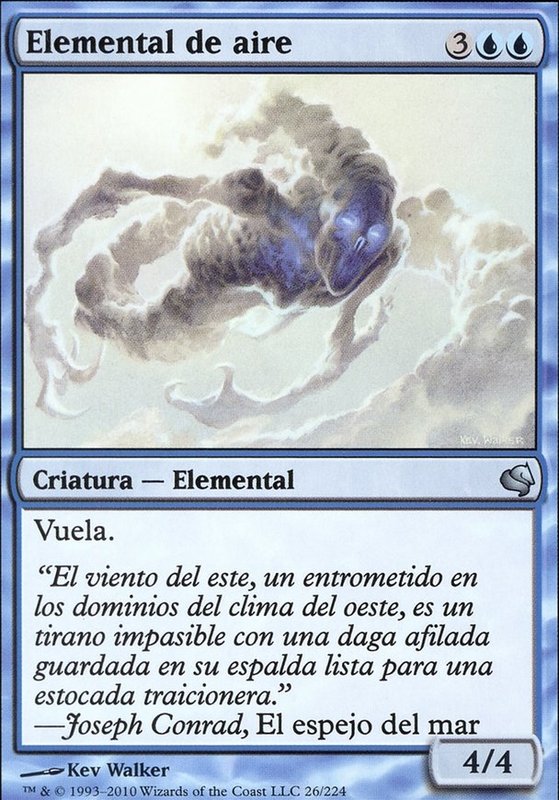 Elemental de aire 3
Kev. Walker
Criatura — Elemental
Vuela.
“El viento del este, un entrometido en
los dominios del clima del oeste, es un
tirano impasible con una daga afilada
guardada en su espalda lista para una
estocada traicionera.”
—Joseph Conrad, El espejo del mar
4/4
Kev Walker
™ & © 1993–2010 Wizards of the Coast LLC 26/224